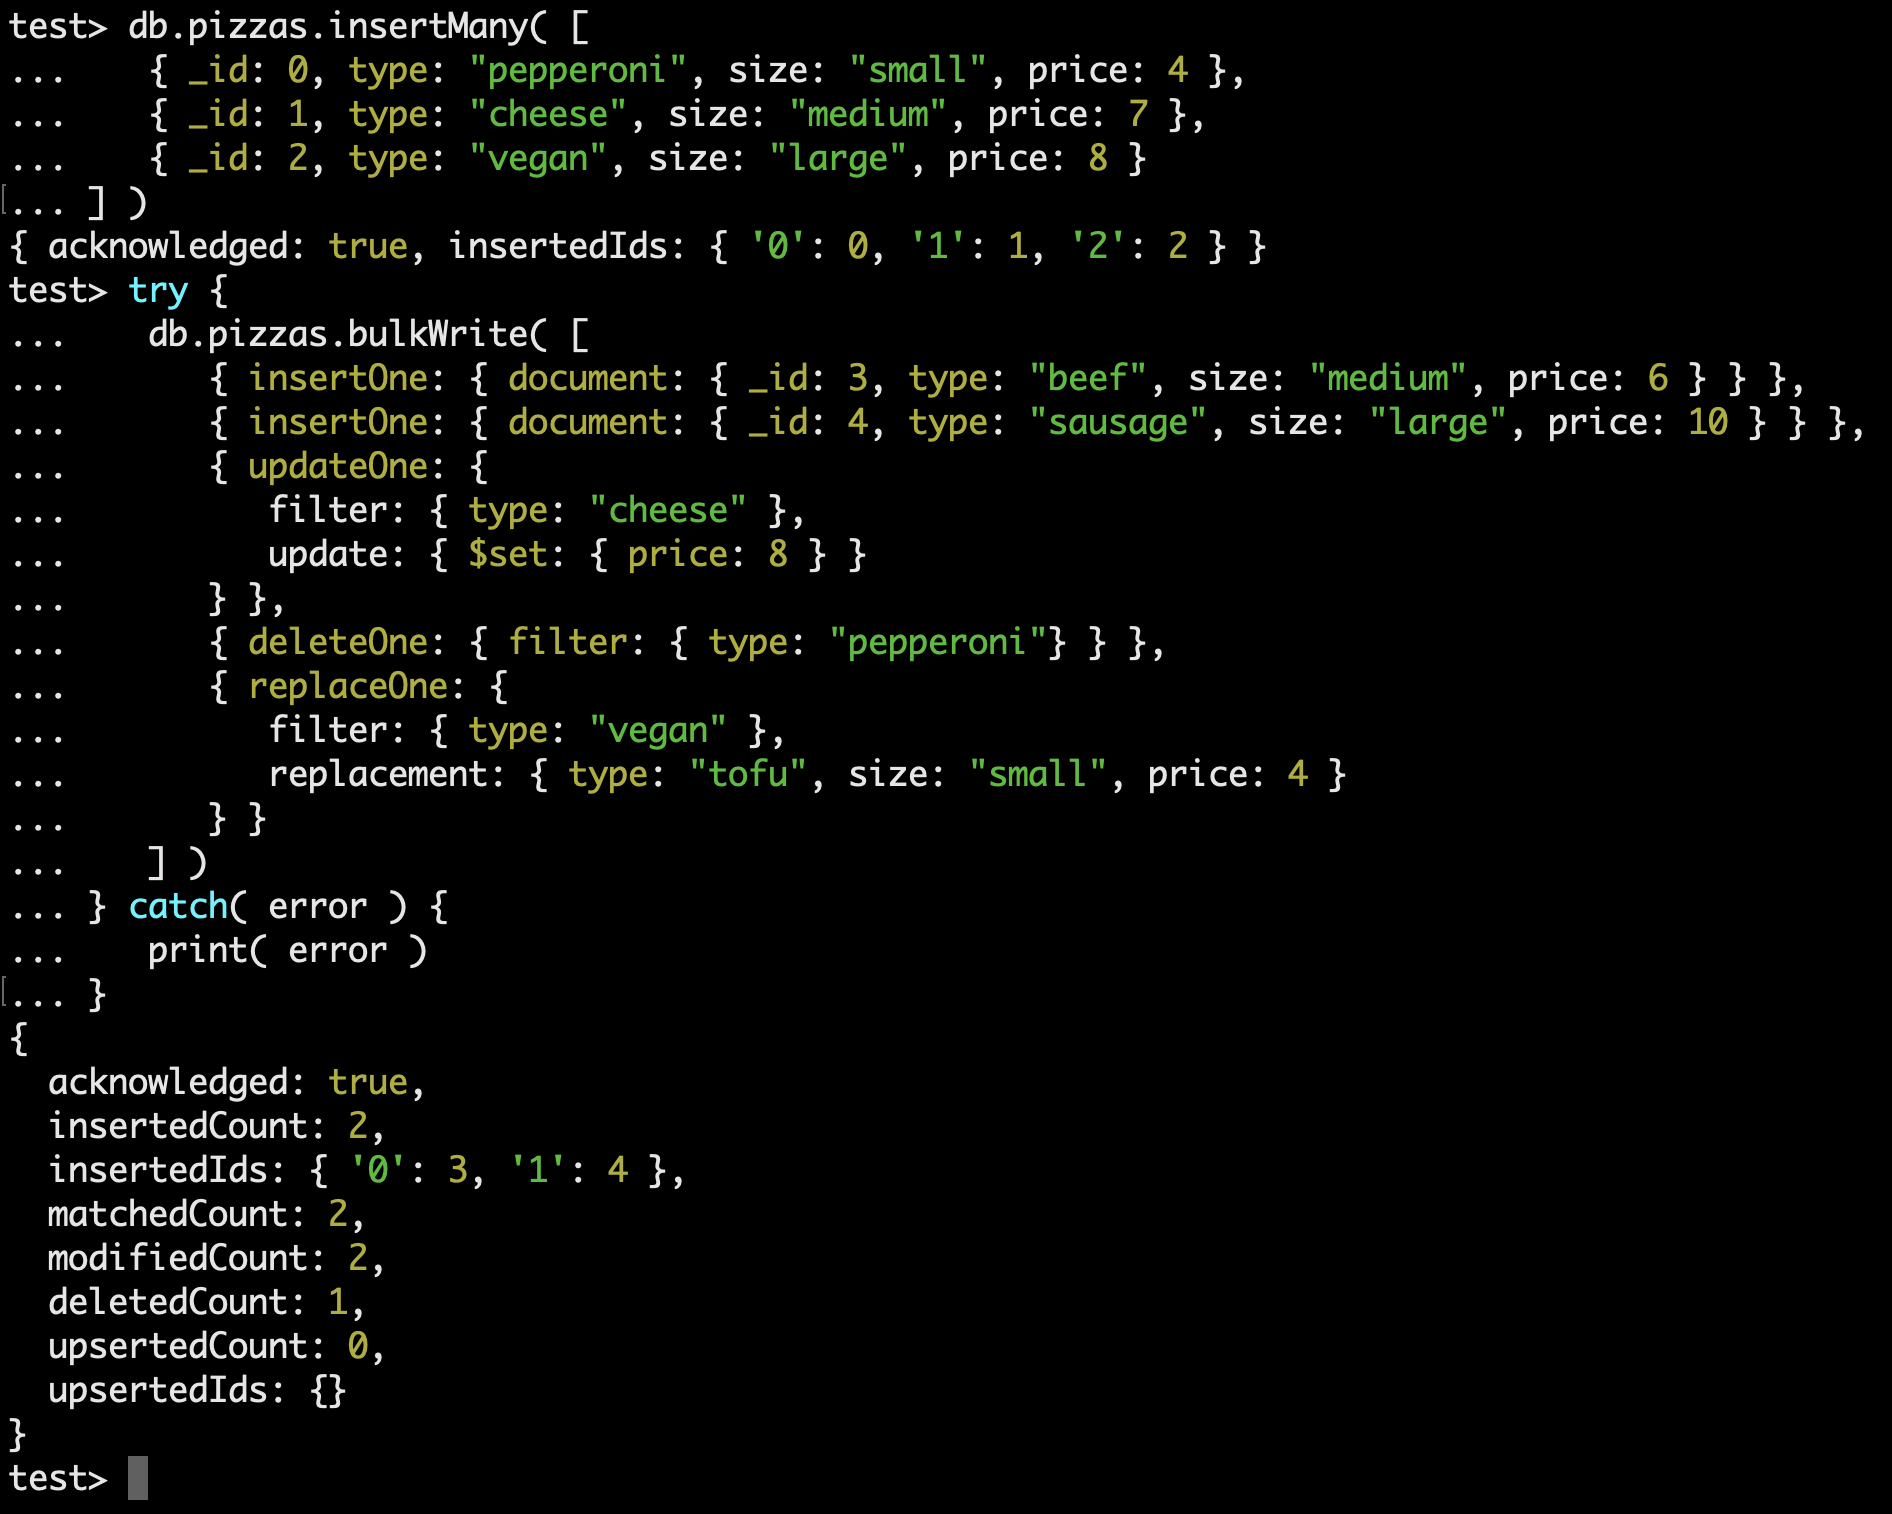 test> db.pizzas.insertMany( [
...    { _id: 0, type: "pepperoni", size: "small", price: 4 },
...    { _id: 1, type: "cheese", size: "medium", price: 7 },
...    { _id: 2, type: "vegan", size: "large", price: 8 }
... ] )
{ acknowledged: true, insertedIds: { '0': 0, '1': 1, '2': 2 } }
test> try {
...    db.pizzas.bulkWrite( [
...       { insertOne: { document: { _id: 3, type: "beef", size: "medium", price: 6 } } },
...       { insertOne: { document: { _id: 4, type: "sausage", size: "large", price: 10 } } },
...       { updateOne: {
...          filter: { type: "cheese" },
...          update: { $set: { price: 8 } }
...       } },
...       { deleteOne: { filter: { type: "pepperoni"} } },
...       { replaceOne: {
...          filter: { type: "vegan" },
...          replacement: { type: "tofu", size: "small", price: 4 }
...       } }
...    ] )
... } catch( error ) {
...    print( error )
... }
{
  acknowledged: true,
  insertedCount: 2,
  insertedIds: { '0': 3, '1': 4 },
  matchedCount: 2,
  modifiedCount: 2,
  deletedCount: 1,
  upsertedCount: 0,
  upsertedIds: {}
}
test>